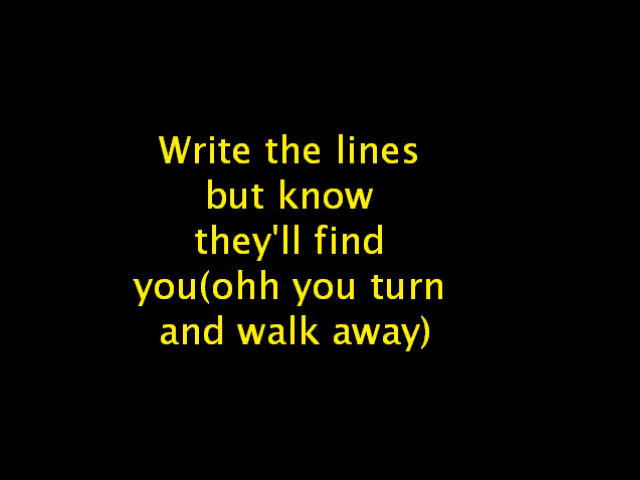 Write the lines
but know
they'll find
you(ohh you turn
and walk away)